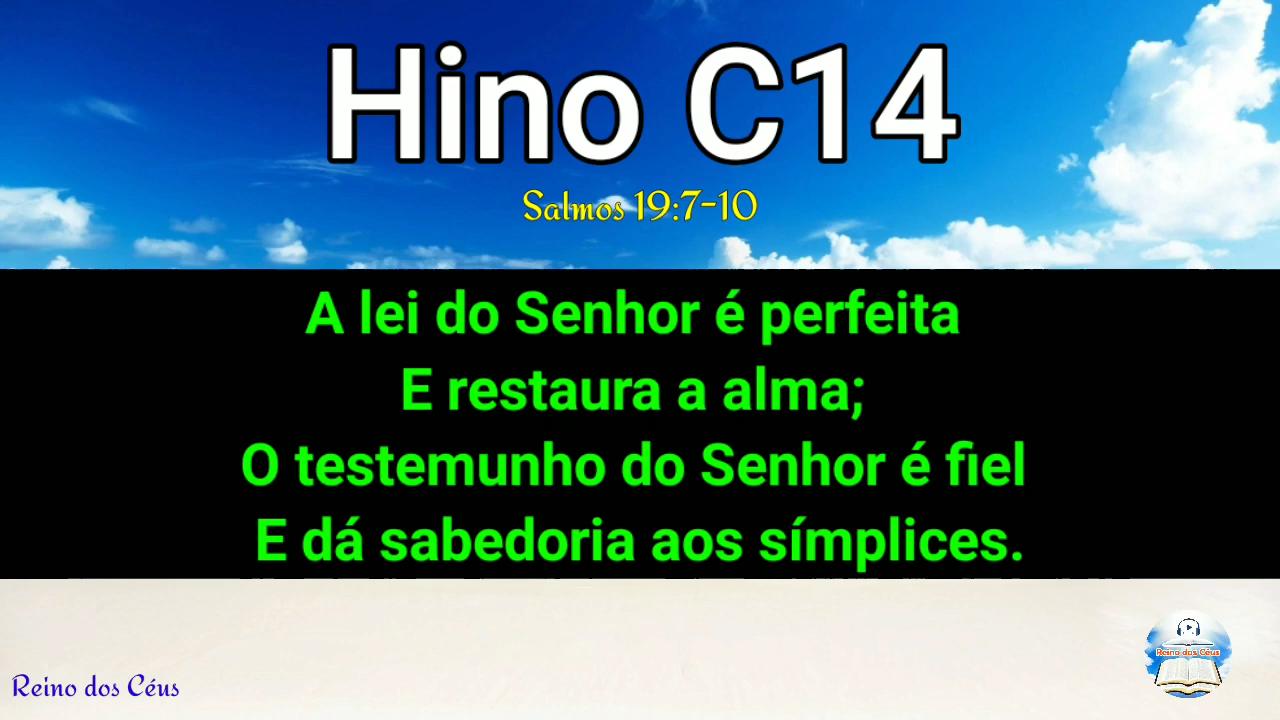 Hino C14
Salmos 19:7-10
A lei do Senhor é perfeita
E restaura a alma;
O testemunho do Senhor é fiel
E dá sabedoria aos símplices.
Reino dos Céus
Reino dos Céus